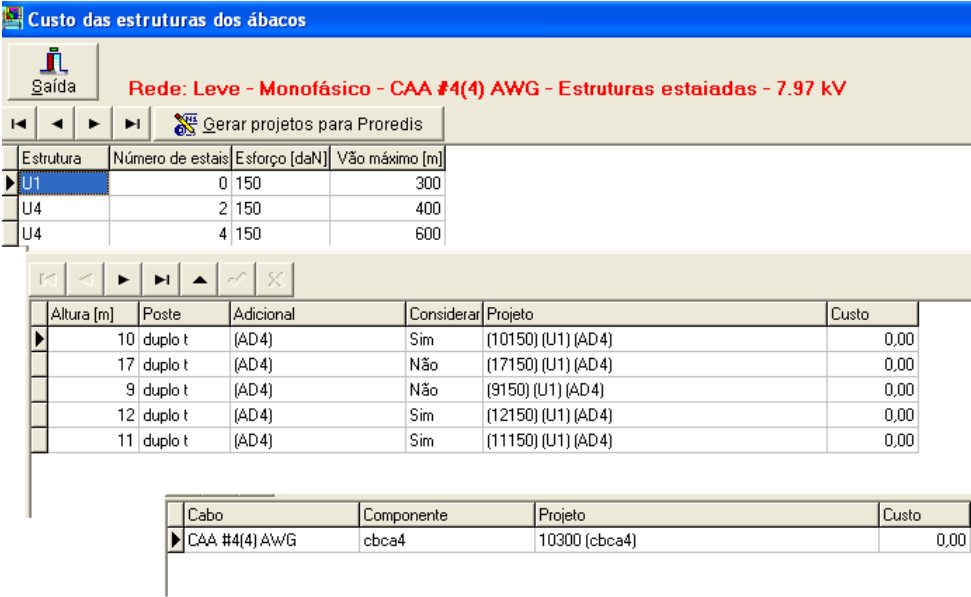 Custo das estruturas dos ábacos
Saída
Rede: Leve - Monofásico - CAA #4(4) AWG - Estruturas estaiadas - 7.97 kV
Gerar projetos para Proredis
Estrutura Número de estais Esforço [daN] Vão máximo [m]
U1 0 150 300
U4 2 150 400
U4 4 150 600
Altura [m] Poste Adicional Considerar Projeto Custo
10 duplo t (AD4) Sim (10150) (U1) (AD4) 0,00
17 duplo t (AD4) Não (17150) (U1) (AD4) 0,00
9 duplo t (AD4) Não (9150) (U1) (AD4) 0,00
12 duplo t (AD4) Sim (12150) (U1) (AD4) 0,00
11 duplo t (AD4) Sim (11150) (U1) (AD4) 0,00
Cabo Componente Projeto Custo
CAA #4(4) AWG cbca4 10300 (cbca4) 0,00